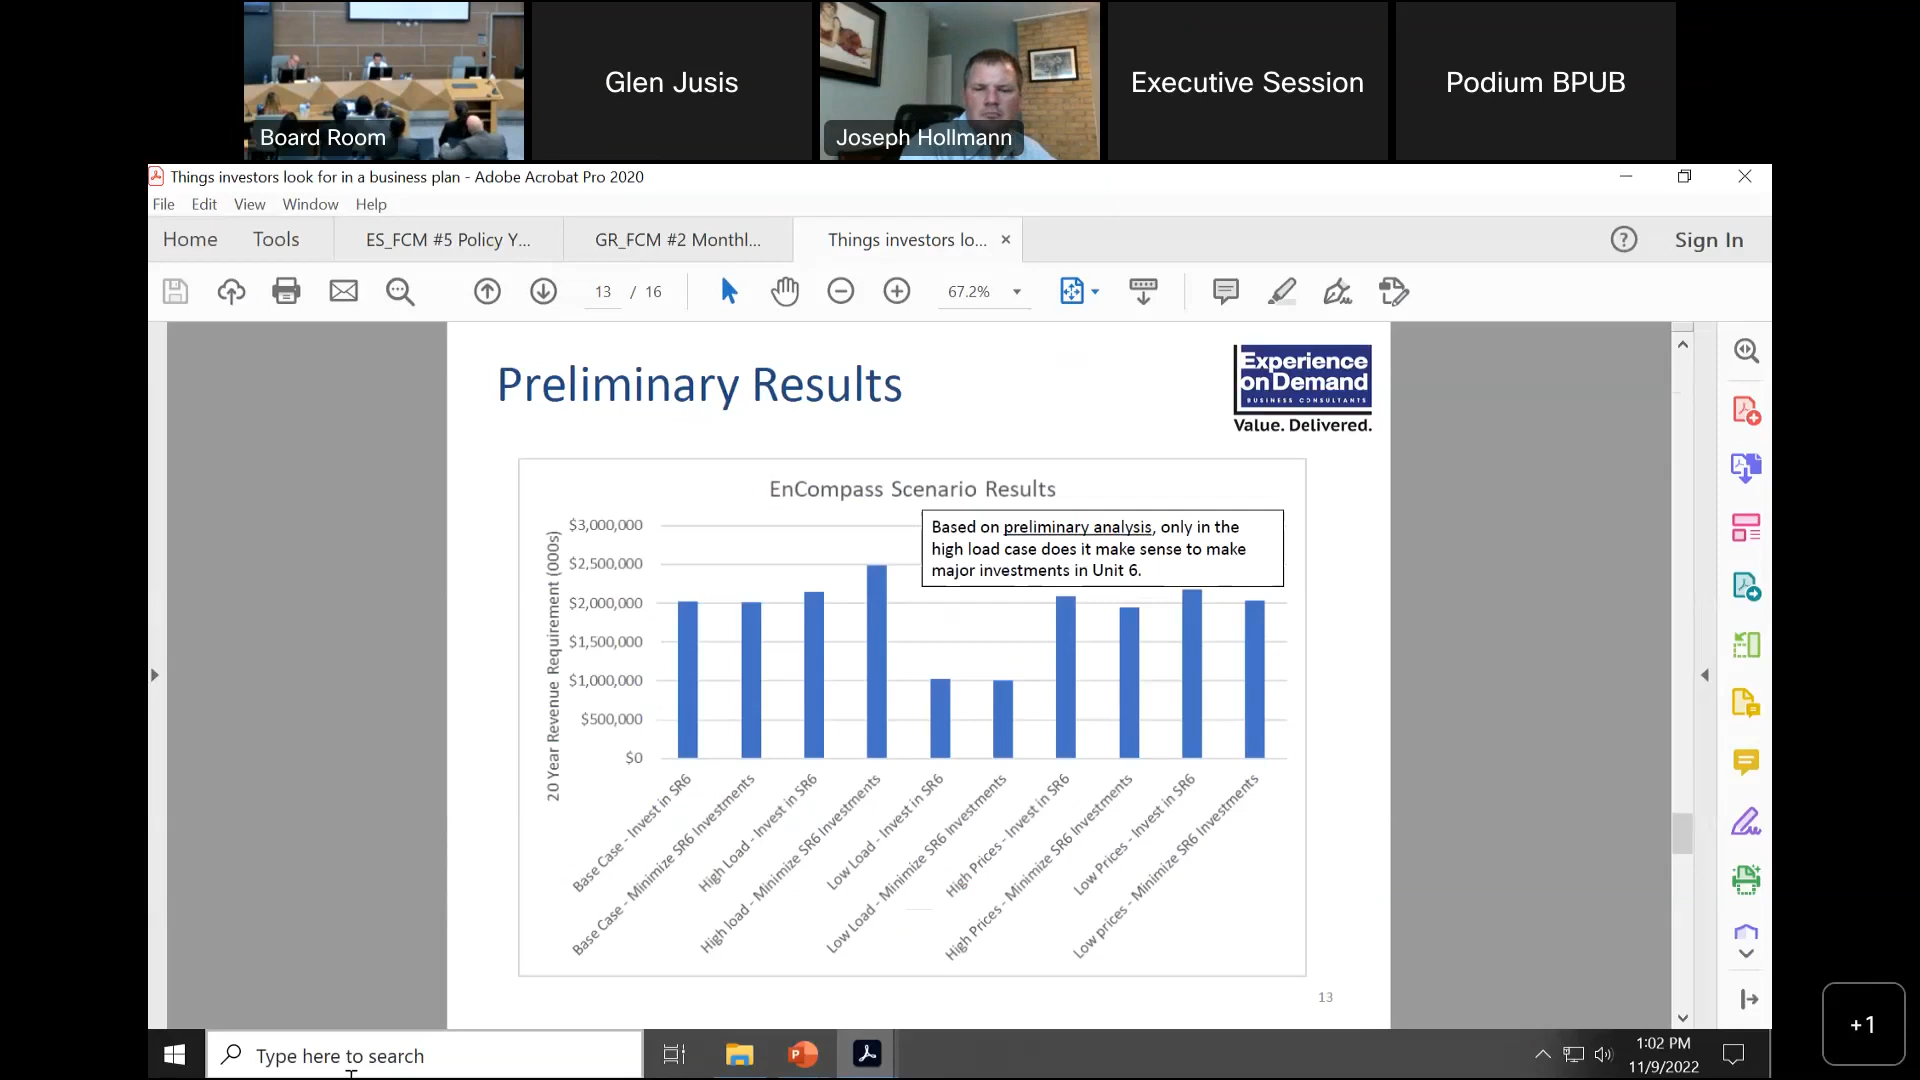 Board Room
Glen Jusis
Joseph Hollmann
Executive Session
Podium BPUB
Things investors look for in a business plan - Adobe Acrobat Pro 2020
File Edit View Window Help
Home Tools ES_FCM #5 Policy Y... GR_FCM #2 Monthl... Things investors lo... × ? Sign In
13 / 16 67.2%
Preliminary Results
Experience
on Demand
BUSINESS CONSULTANTS
Value. Delivered.
EnCompass Scenario Results
Based on preliminary analysis, only in the
high load case does it make sense to make
major investments in Unit 6.
20 Year Revenue Requirement (000s)
$3,000,000
$2,500,000
$2,000,000
$1,500,000
$1,000,000
$500,000
$0
Base Case - Invest in SR6
Base Case - Minimize SR6 Investments
High Load - Invest in SR6
High load - Minimize SR6 Investments
Low Load - Invest in SR6
Low Load - Minimize SR6 Investments
High Prices - Invest in SR6
High Prices - Minimize SR6 Investments
Low Prices - Invest in SR6
Low prices - Minimize SR6 Investments
13
+1
Type here to search
1:02 PM
11/9/2022